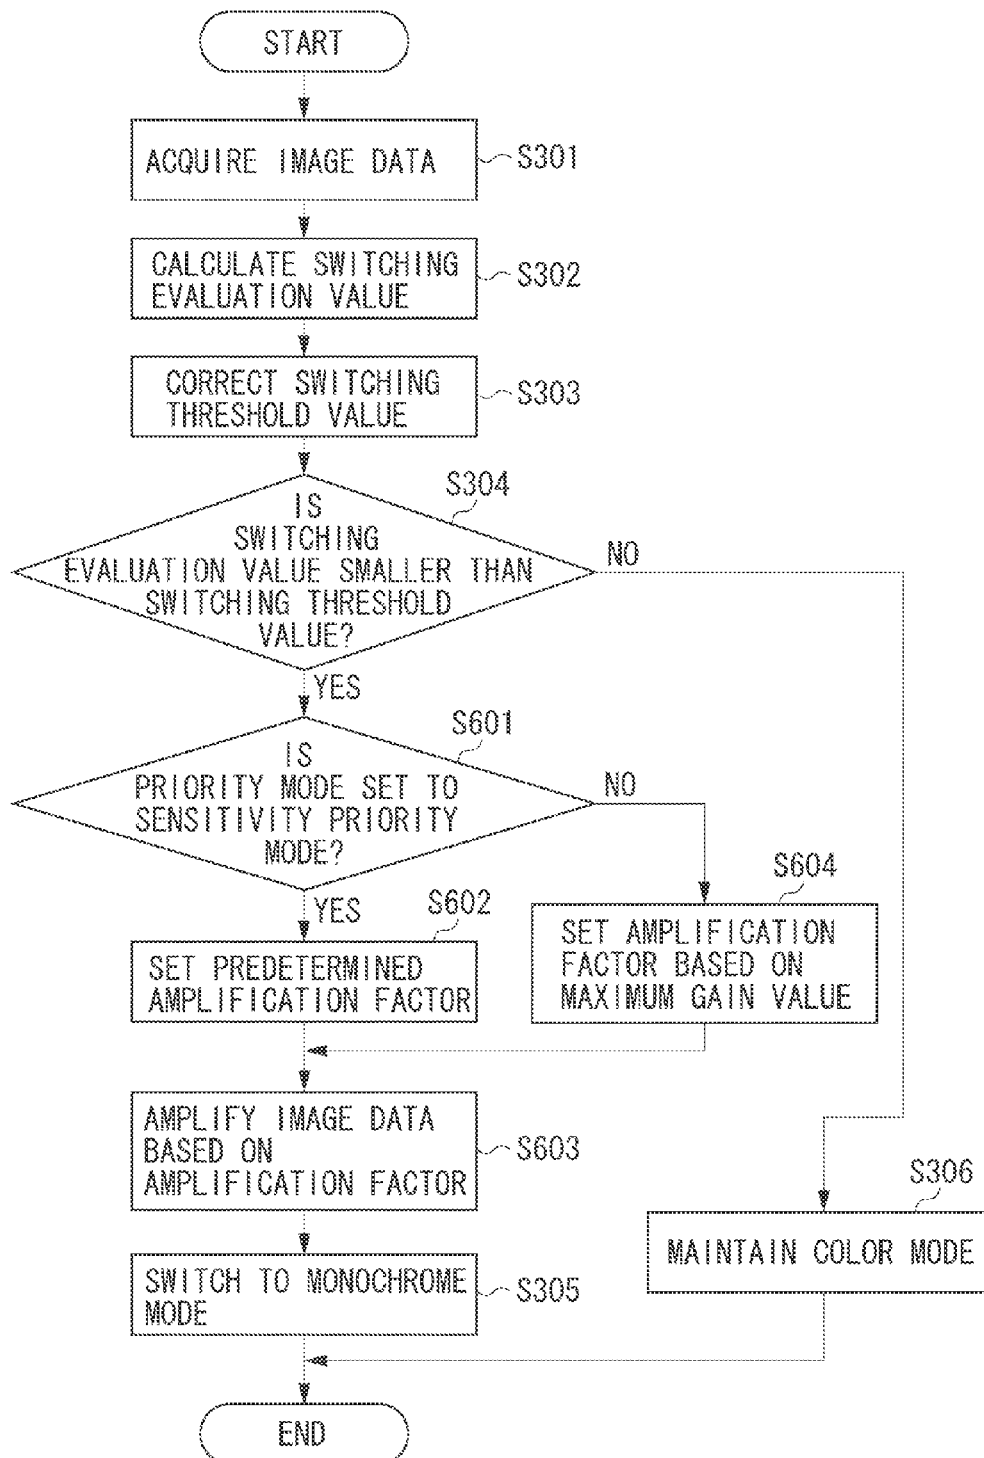 START
ACQUIRE IMAGE DATA
S301
CALCULATE SWITCHING
EVALUATION VALUE
S302
CORRECT SWITCHING
THRESHOLD VALUE
S303
S304
IS
SWITCHING
EVALUATION VALUE SMALLER THAN
SWITCHING THRESHOLD
VALUE?
NO
YES
S601
IS
PRIORITY MODE SET TO
SENSITIVITY PRIORITY
MODE?
NO
YES
S602
SET PREDETERMINED
AMPLIFICATION FACTOR
S604
SET AMPLIFICATION
FACTOR BASED ON
MAXIMUM GAIN VALUE
AMPLIFY IMAGE DATA
BASED ON
AMPLIFICATION FACTOR
S603
S306
MAINTAIN COLOR MODE
SWITCH TO MONOCHROME
MODE
S305
END